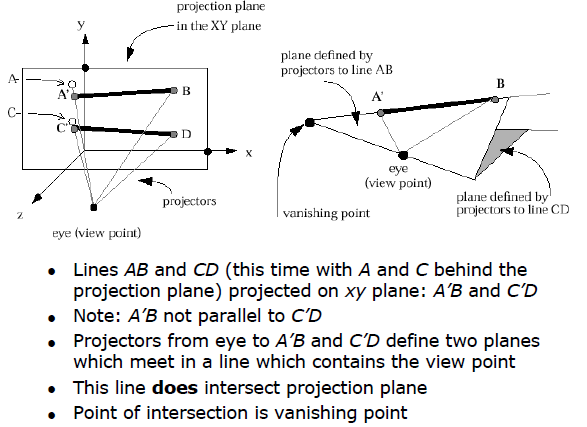 projection plane
in the XY plane
y
A
A'
B
C
C'
D
x
z
projectors
eye (view point)
plane defined by
projectors to line AB
A'
B
eye
(view point)
vanishing point
plane defined by
projectors to line CD
• Lines AB and CD (this time with A and C behind the
projection plane) projected on xy plane: A'B and C'D
• Note: A'B not parallel to C'D
• Projectors from eye to A'B and C'D define two planes
which meet in a line which contains the view point
• This line does intersect projection plane
• Point of intersection is vanishing point